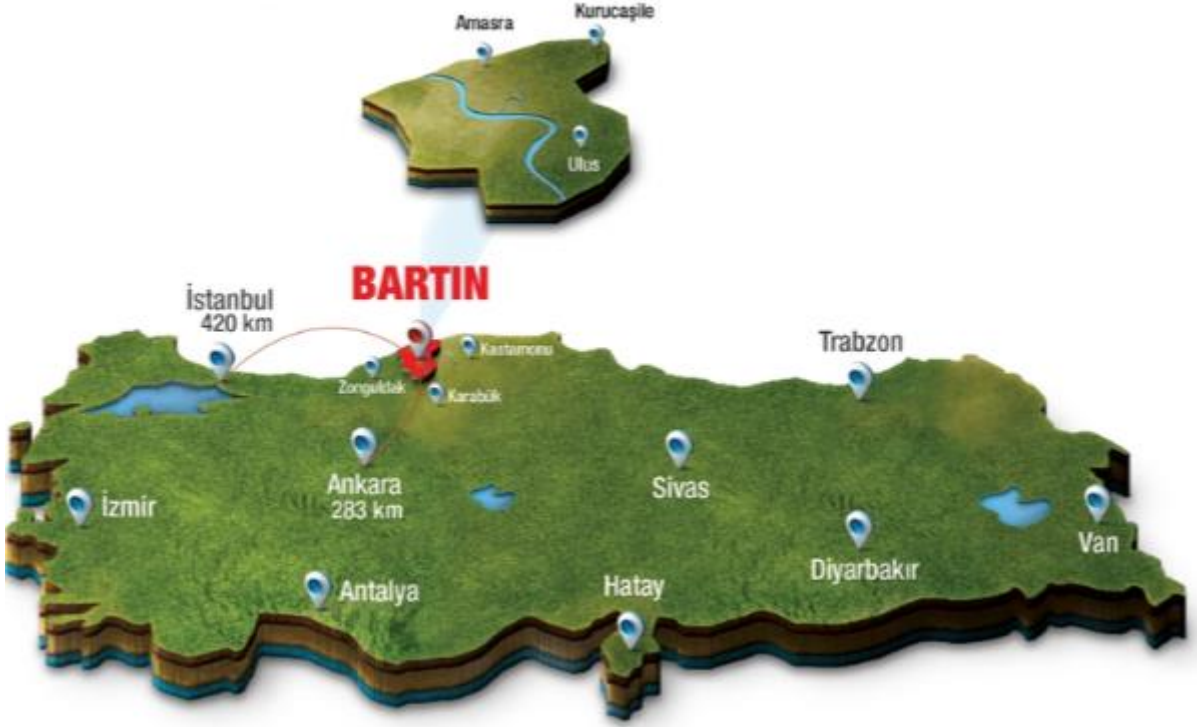 Amasra
Kurucaşile
Ulus
BARTIN
İstanbul
420 km
Kastamonu
Zonguldak
Karabük
Trabzon
Ankara
283 km
Sivas
İzmir
Van
Diyarbakır
Antalya
Hatay